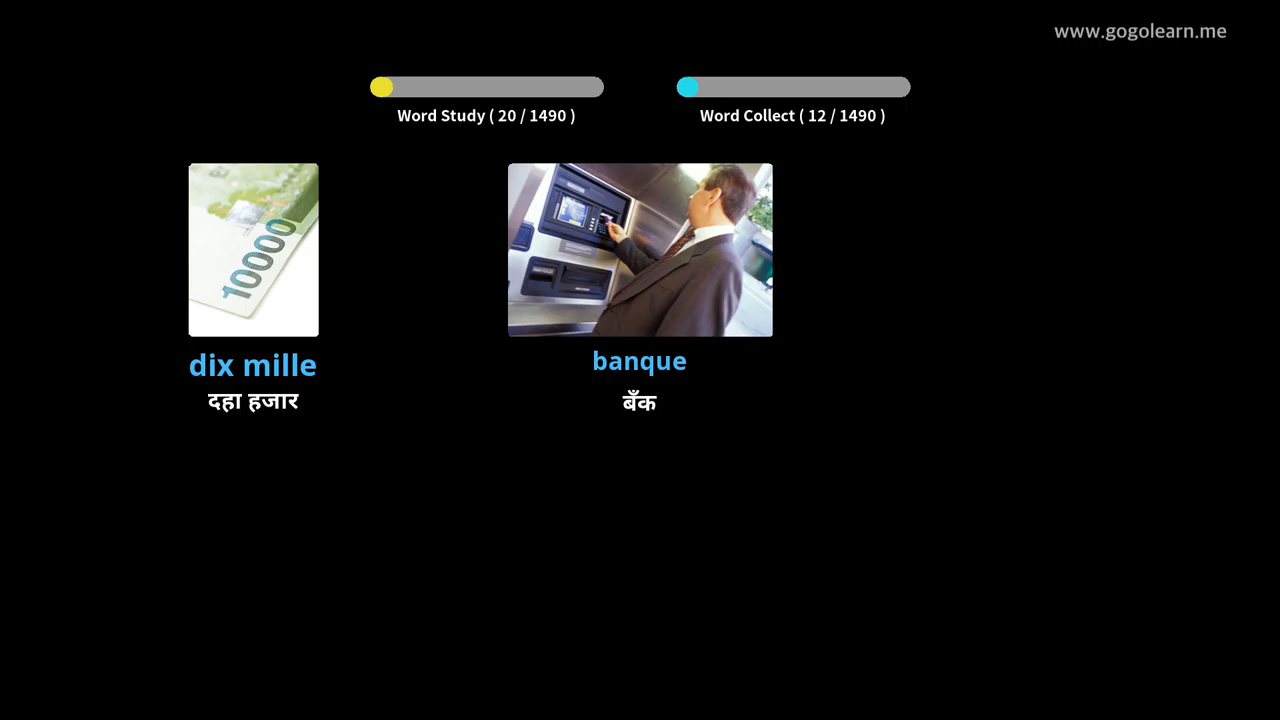 www.gogolearn.me
Word Study ( 20 / 1490 )
Word Collect ( 12 / 1490 )
10000
dix mille
दहा हजार
banque
बँक